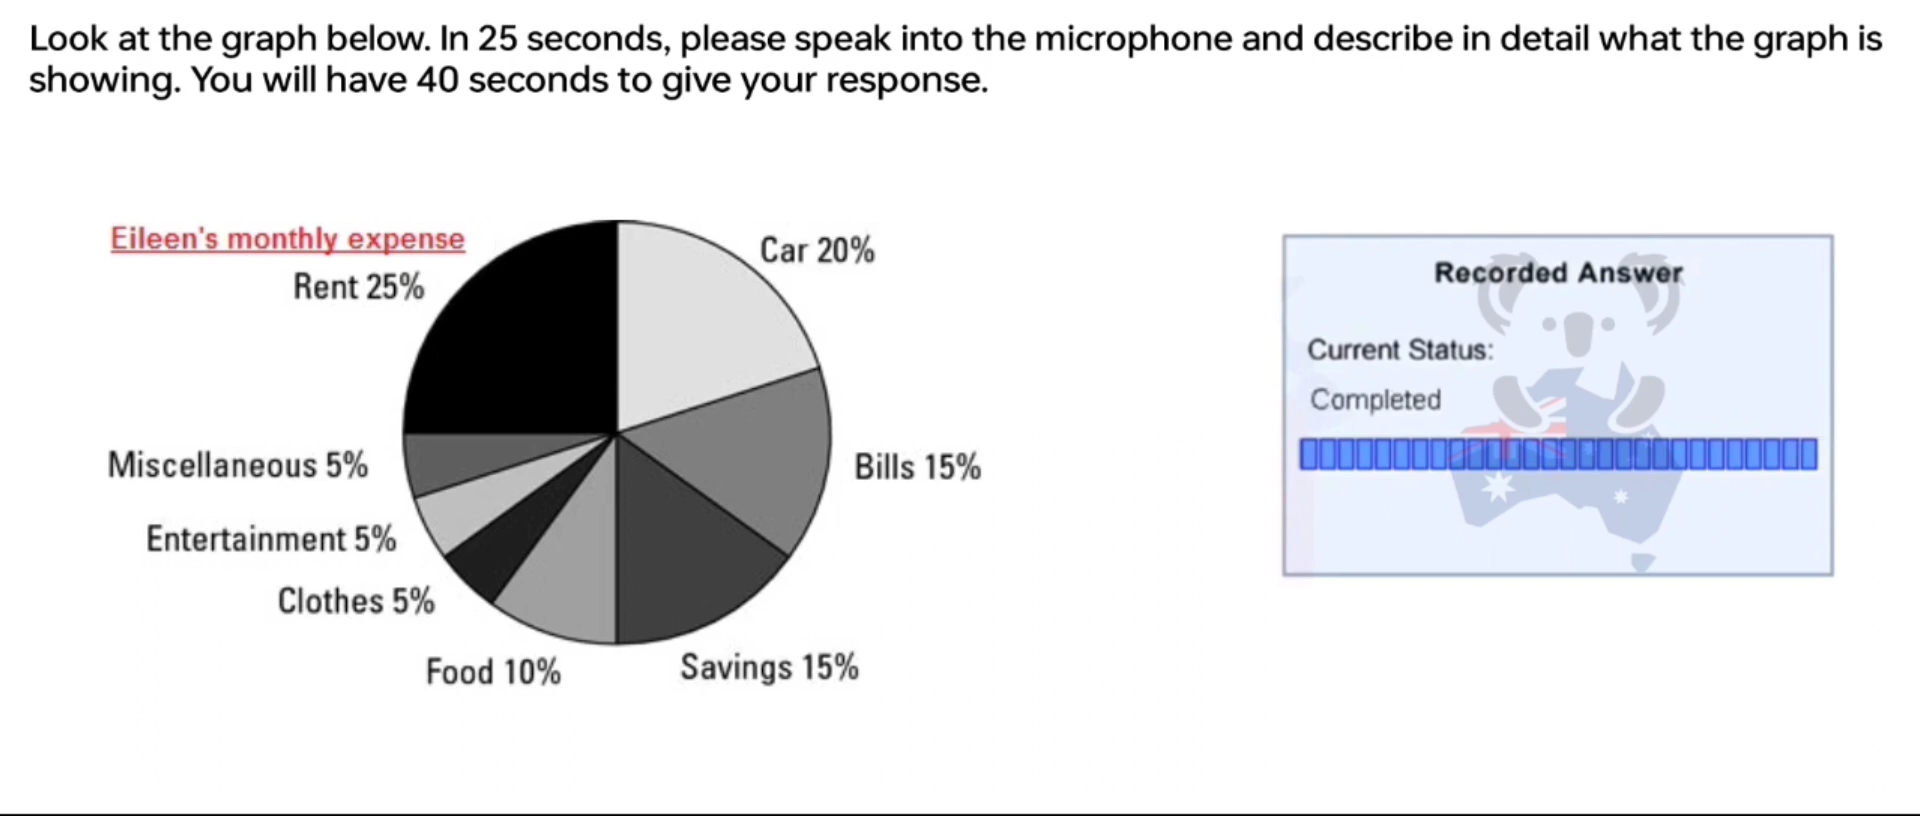 Look at the graph below. In 25 seconds, please speak into the microphone and describe in detail what the graph is
showing. You will have 40 seconds to give your response.
Eileen's monthly expense
Rent 25%
Car 20%
Miscellaneous 5%
Bills 15%
Entertainment 5%
Clothes 5%
Food 10%
Savings 15%
Recorded Answer
Current Status:
Completed